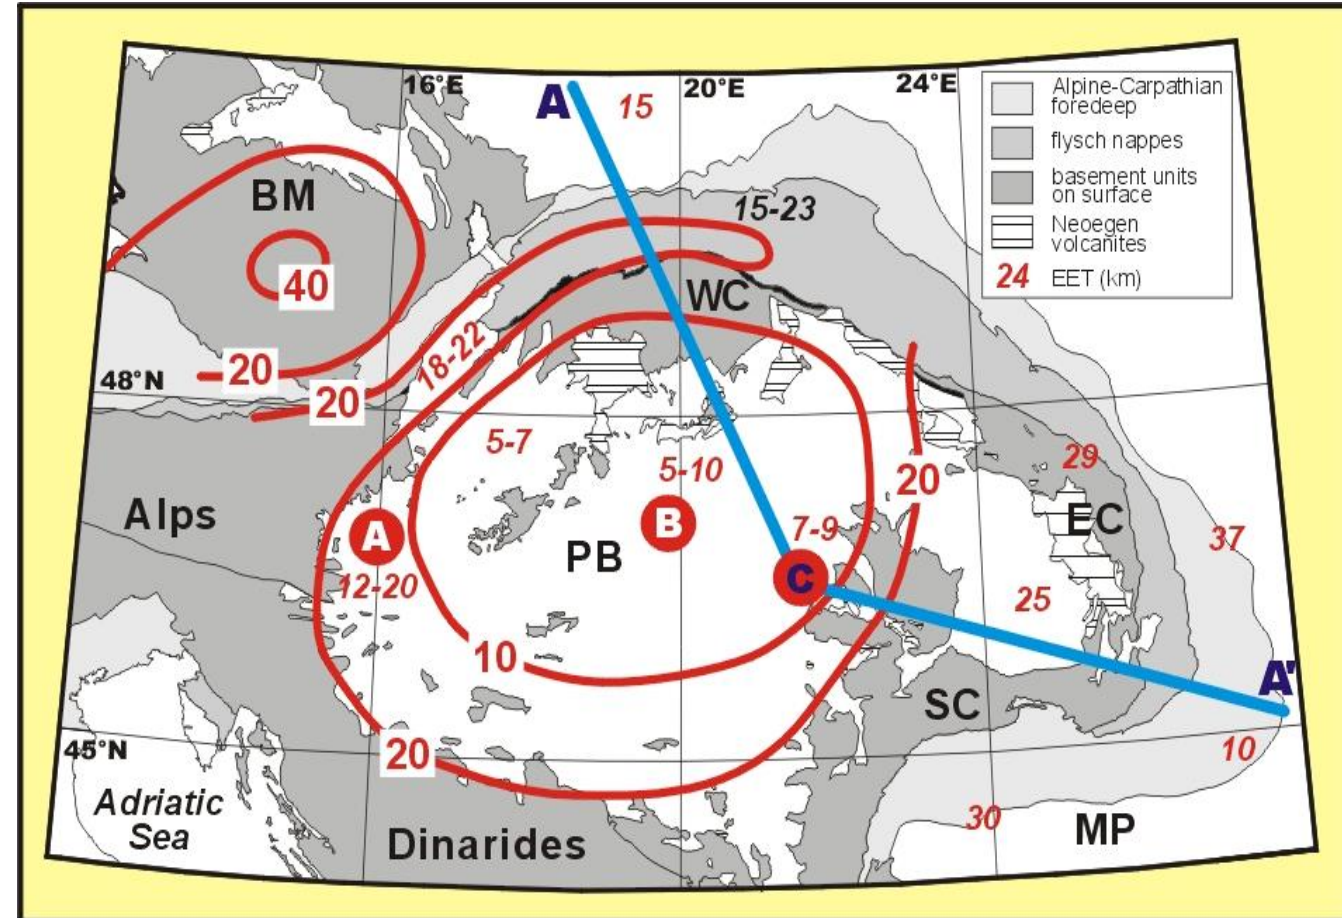 16°E
20°E
24°E
A
15
Alpine-Carpathian
foredeep
flysch nappes
basement units
on surface
Neoegen
volcanites
24 EET (km)
BM
40
15-23
WC
18-22
48°N
20
20
5-7
5-10
20
29
Alps
A
B
7-9
EC
37
PB
C
12-20
25
10
A'
SC
45°N
20
10
Adriatic
Sea
30
MP
Dinarides